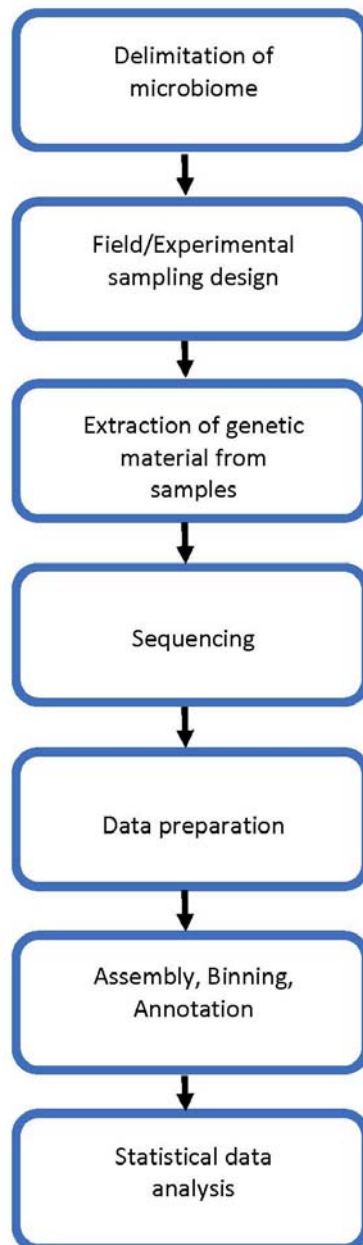 Delimitation of
microbiome
Field/Experimental
sampling design
Extraction of genetic
material from
samples
Sequencing
Data preparation
Assembly, Binning,
Annotation
Statistical data
analysis